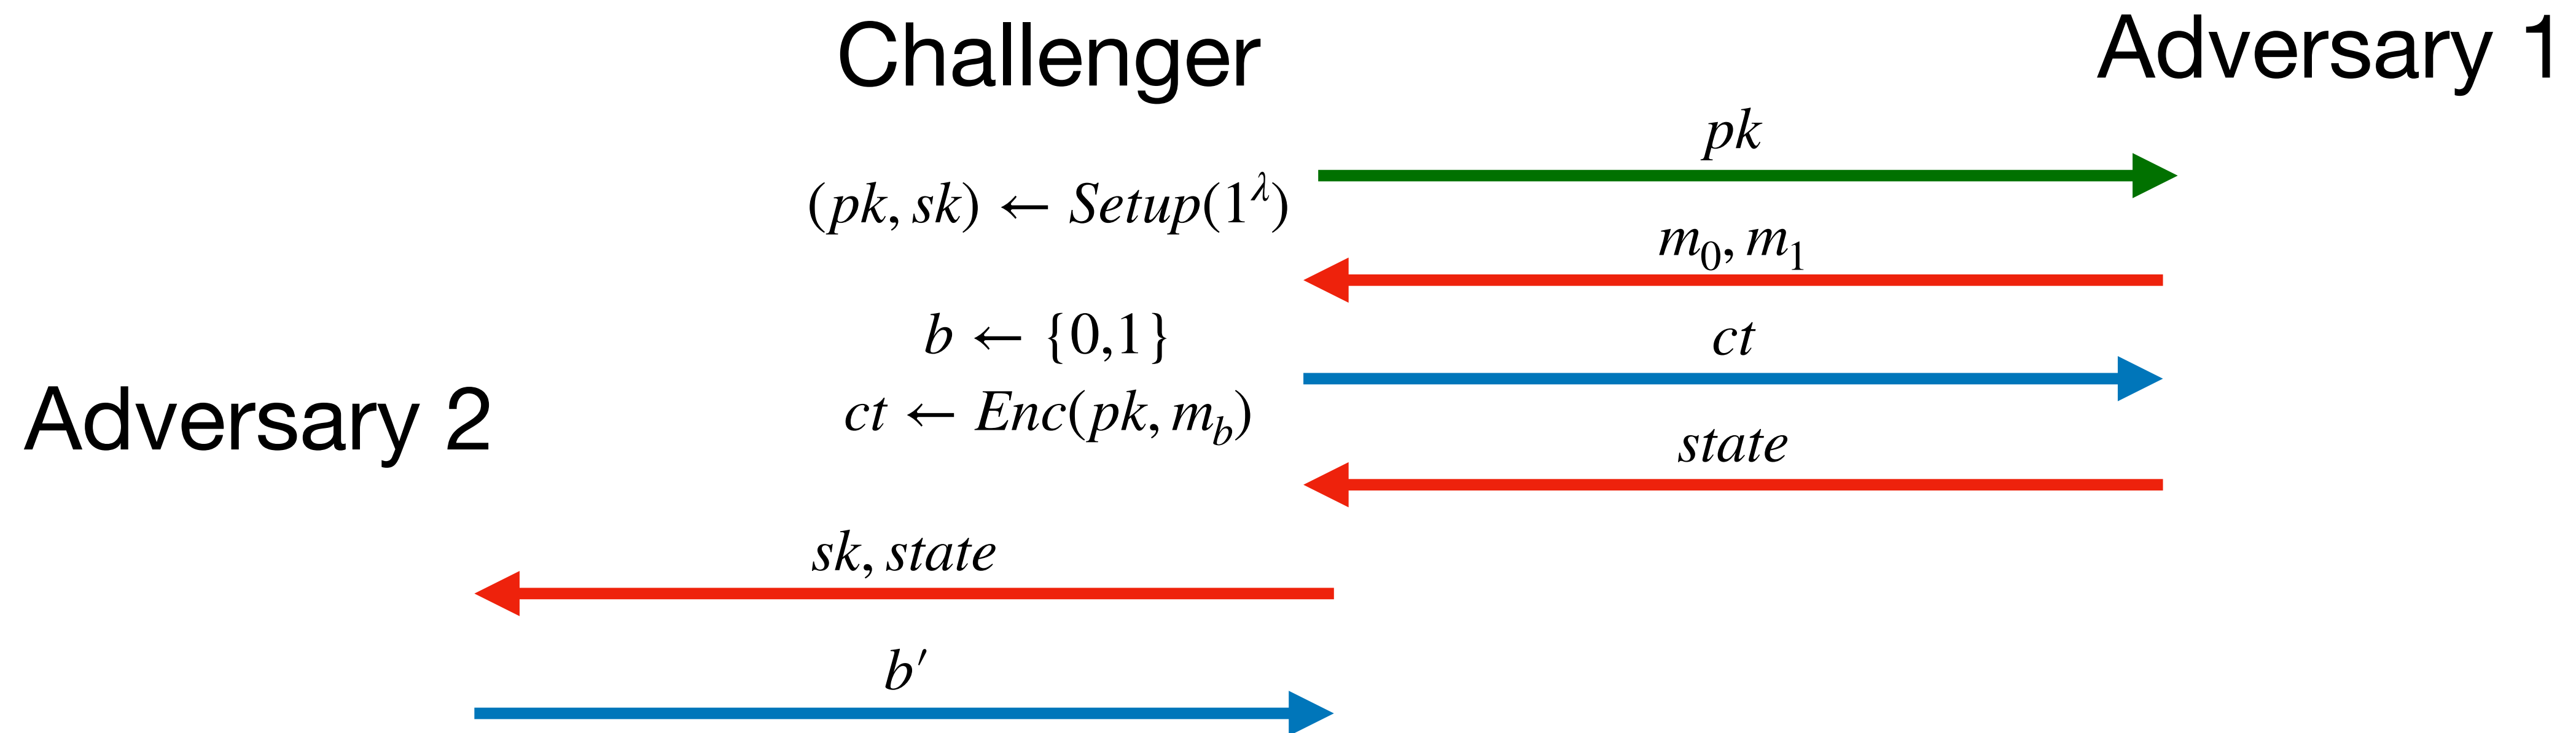 Challenger
Adversary 1
pk
(pk, sk) ← Setup(1^λ)
m_0, m_1
b ← {0,1}
ct
ct ← Enc(pk, m_b)
Adversary 2
state
sk, state
b′